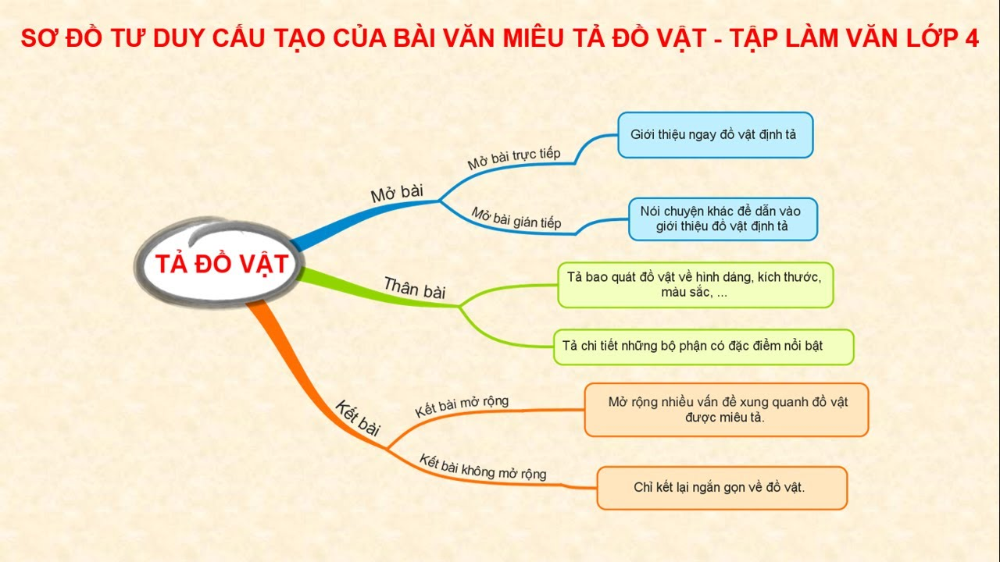 SƠ ĐỒ TƯ DUY CẤU TẠO CỦA BÀI VĂN MIÊU TẢ ĐỒ VẬT - TẬP LÀM VĂN LỚP 4
TẢ ĐỒ VẬT
Mở bài
Mở bài trực tiếp
Giới thiệu ngay đồ vật định tả
Mở bài gián tiếp
Nói chuyện khác để dẫn vào
giới thiệu đồ vật định tả
Thân bài
Tả bao quát đồ vật về hình dáng, kích thước,
màu sắc, ...
Tả chi tiết những bộ phận có đặc điểm nổi bật
Kết bài
Kết bài mở rộng
Mở rộng nhiều vấn đề xung quanh đồ vật
được miêu tả.
Kết bài không mở rộng
Chỉ kết lại ngắn gọn về đồ vật.